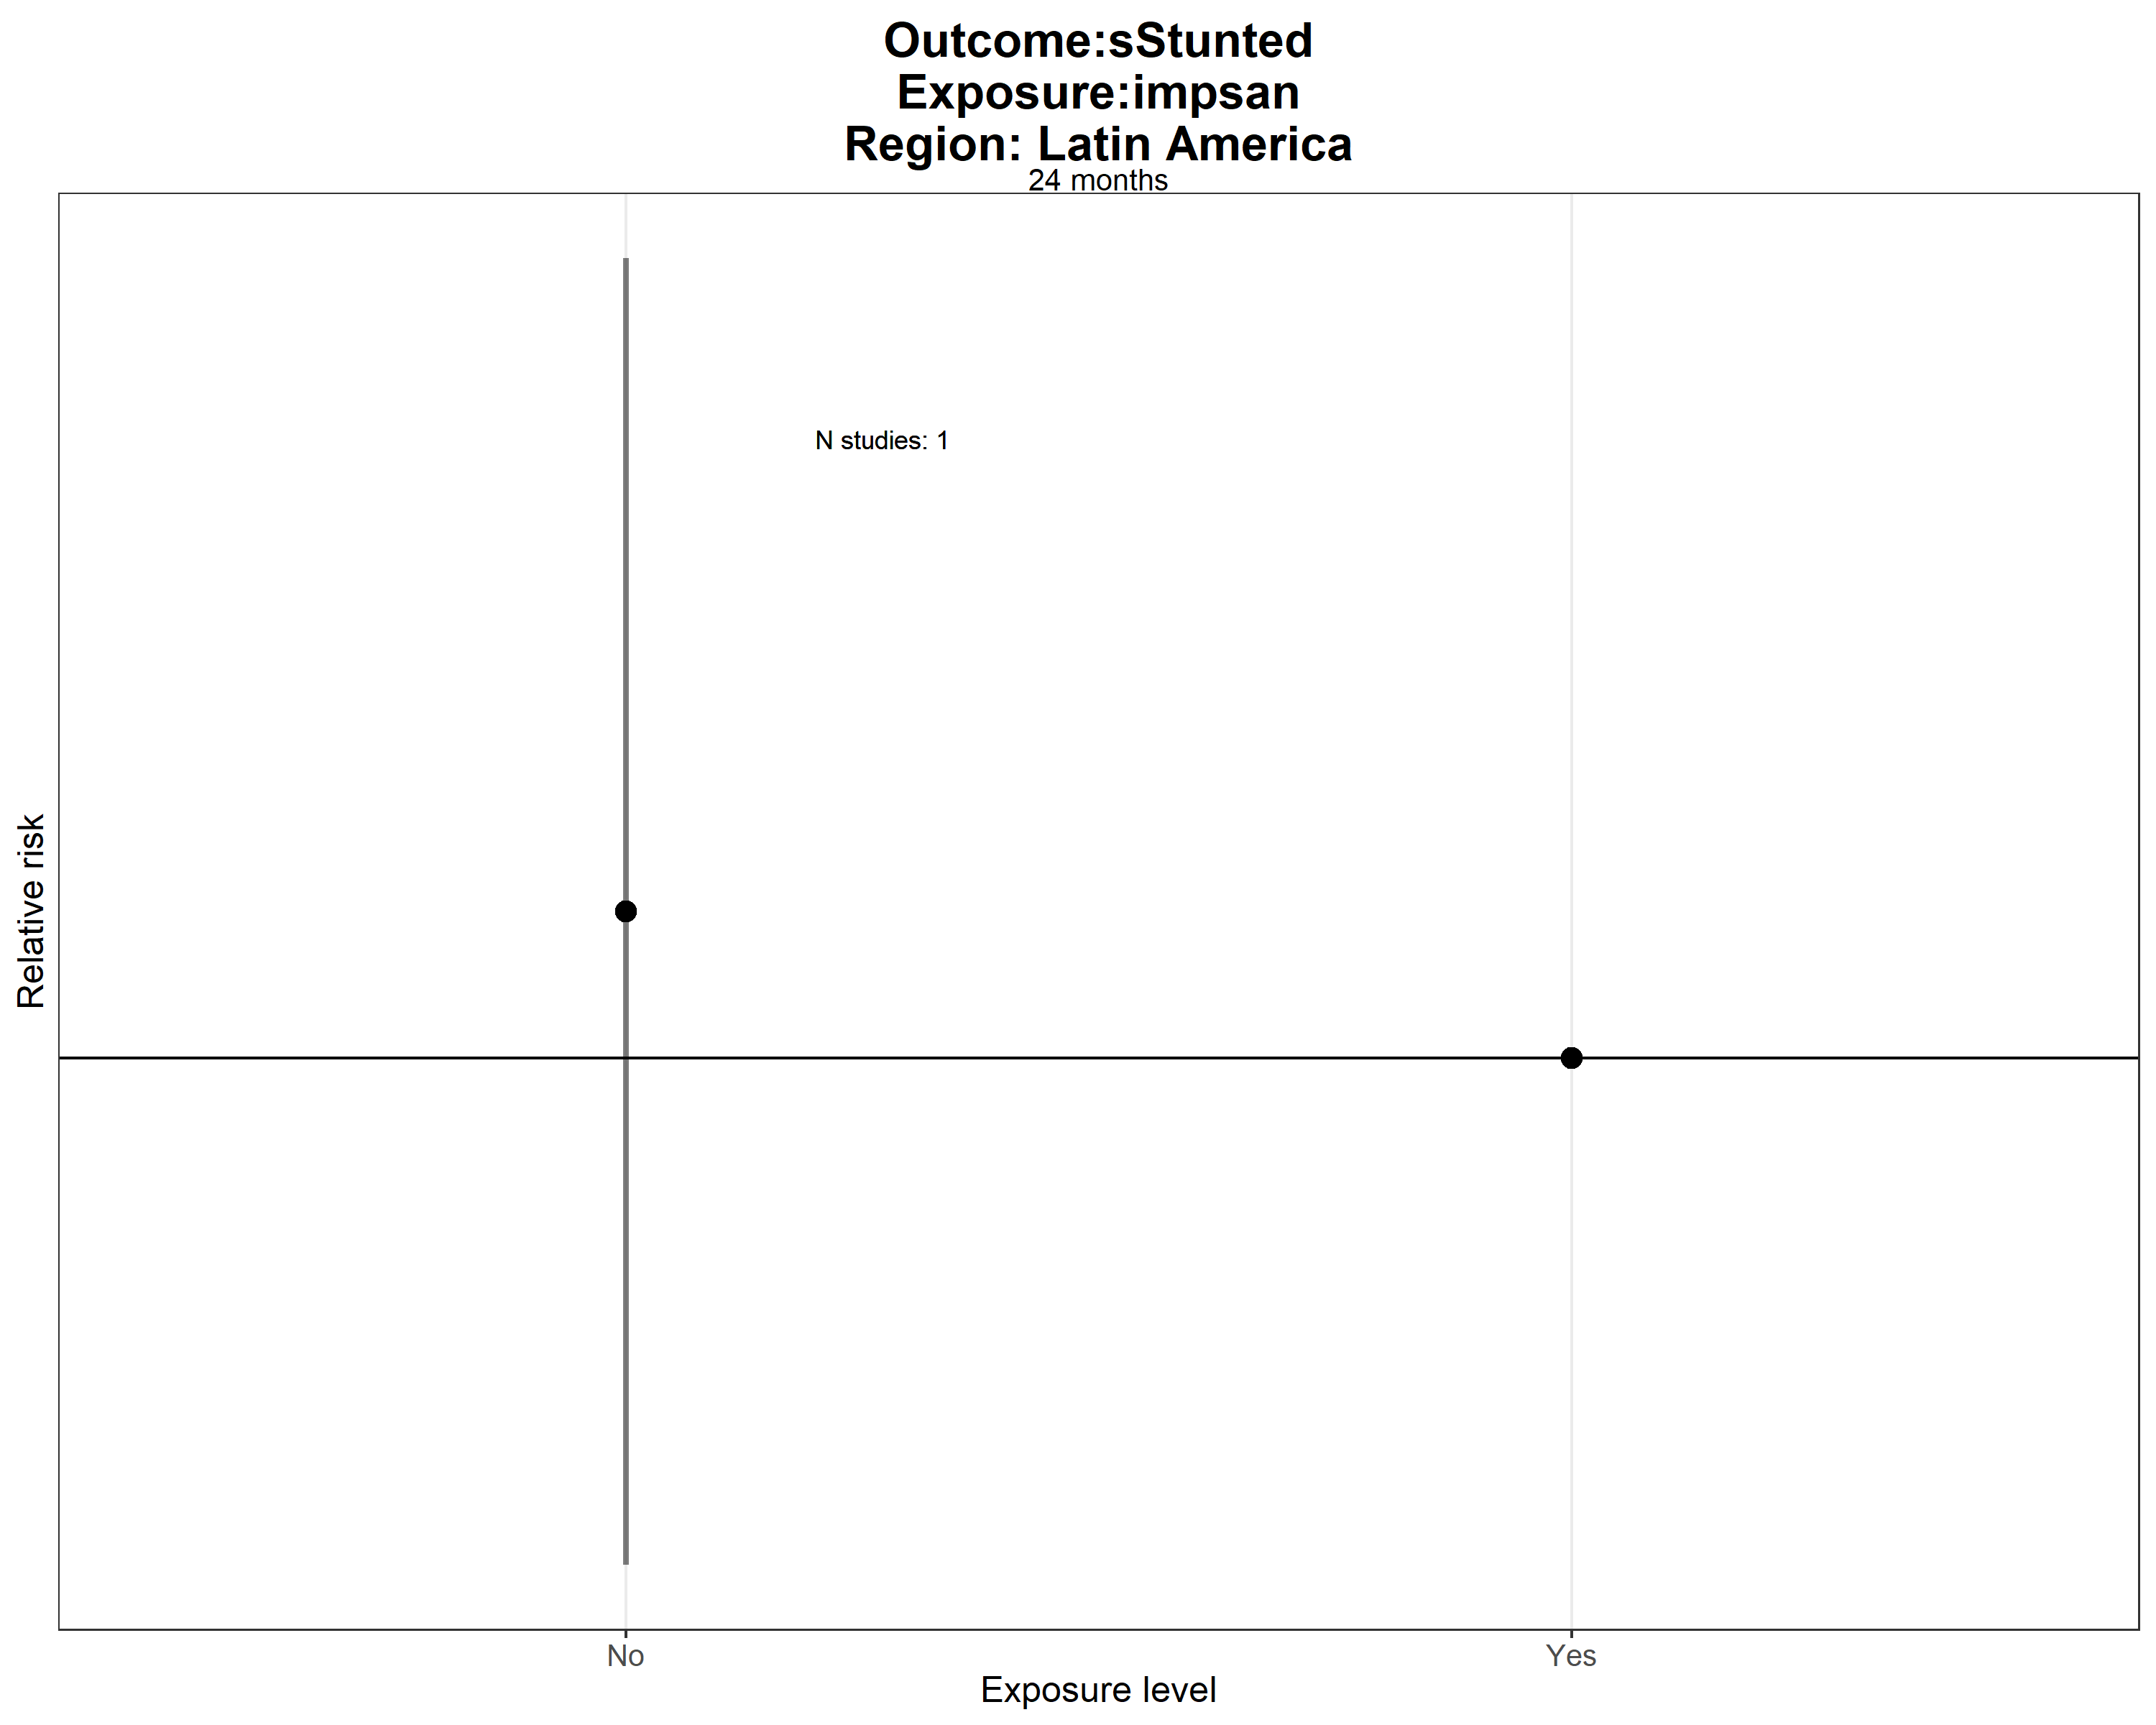 Outcome:sStunted
Exposure:impsan
Region: Latin America
24 months
N studies: 1
Relative risk
No
Yes
Exposure level